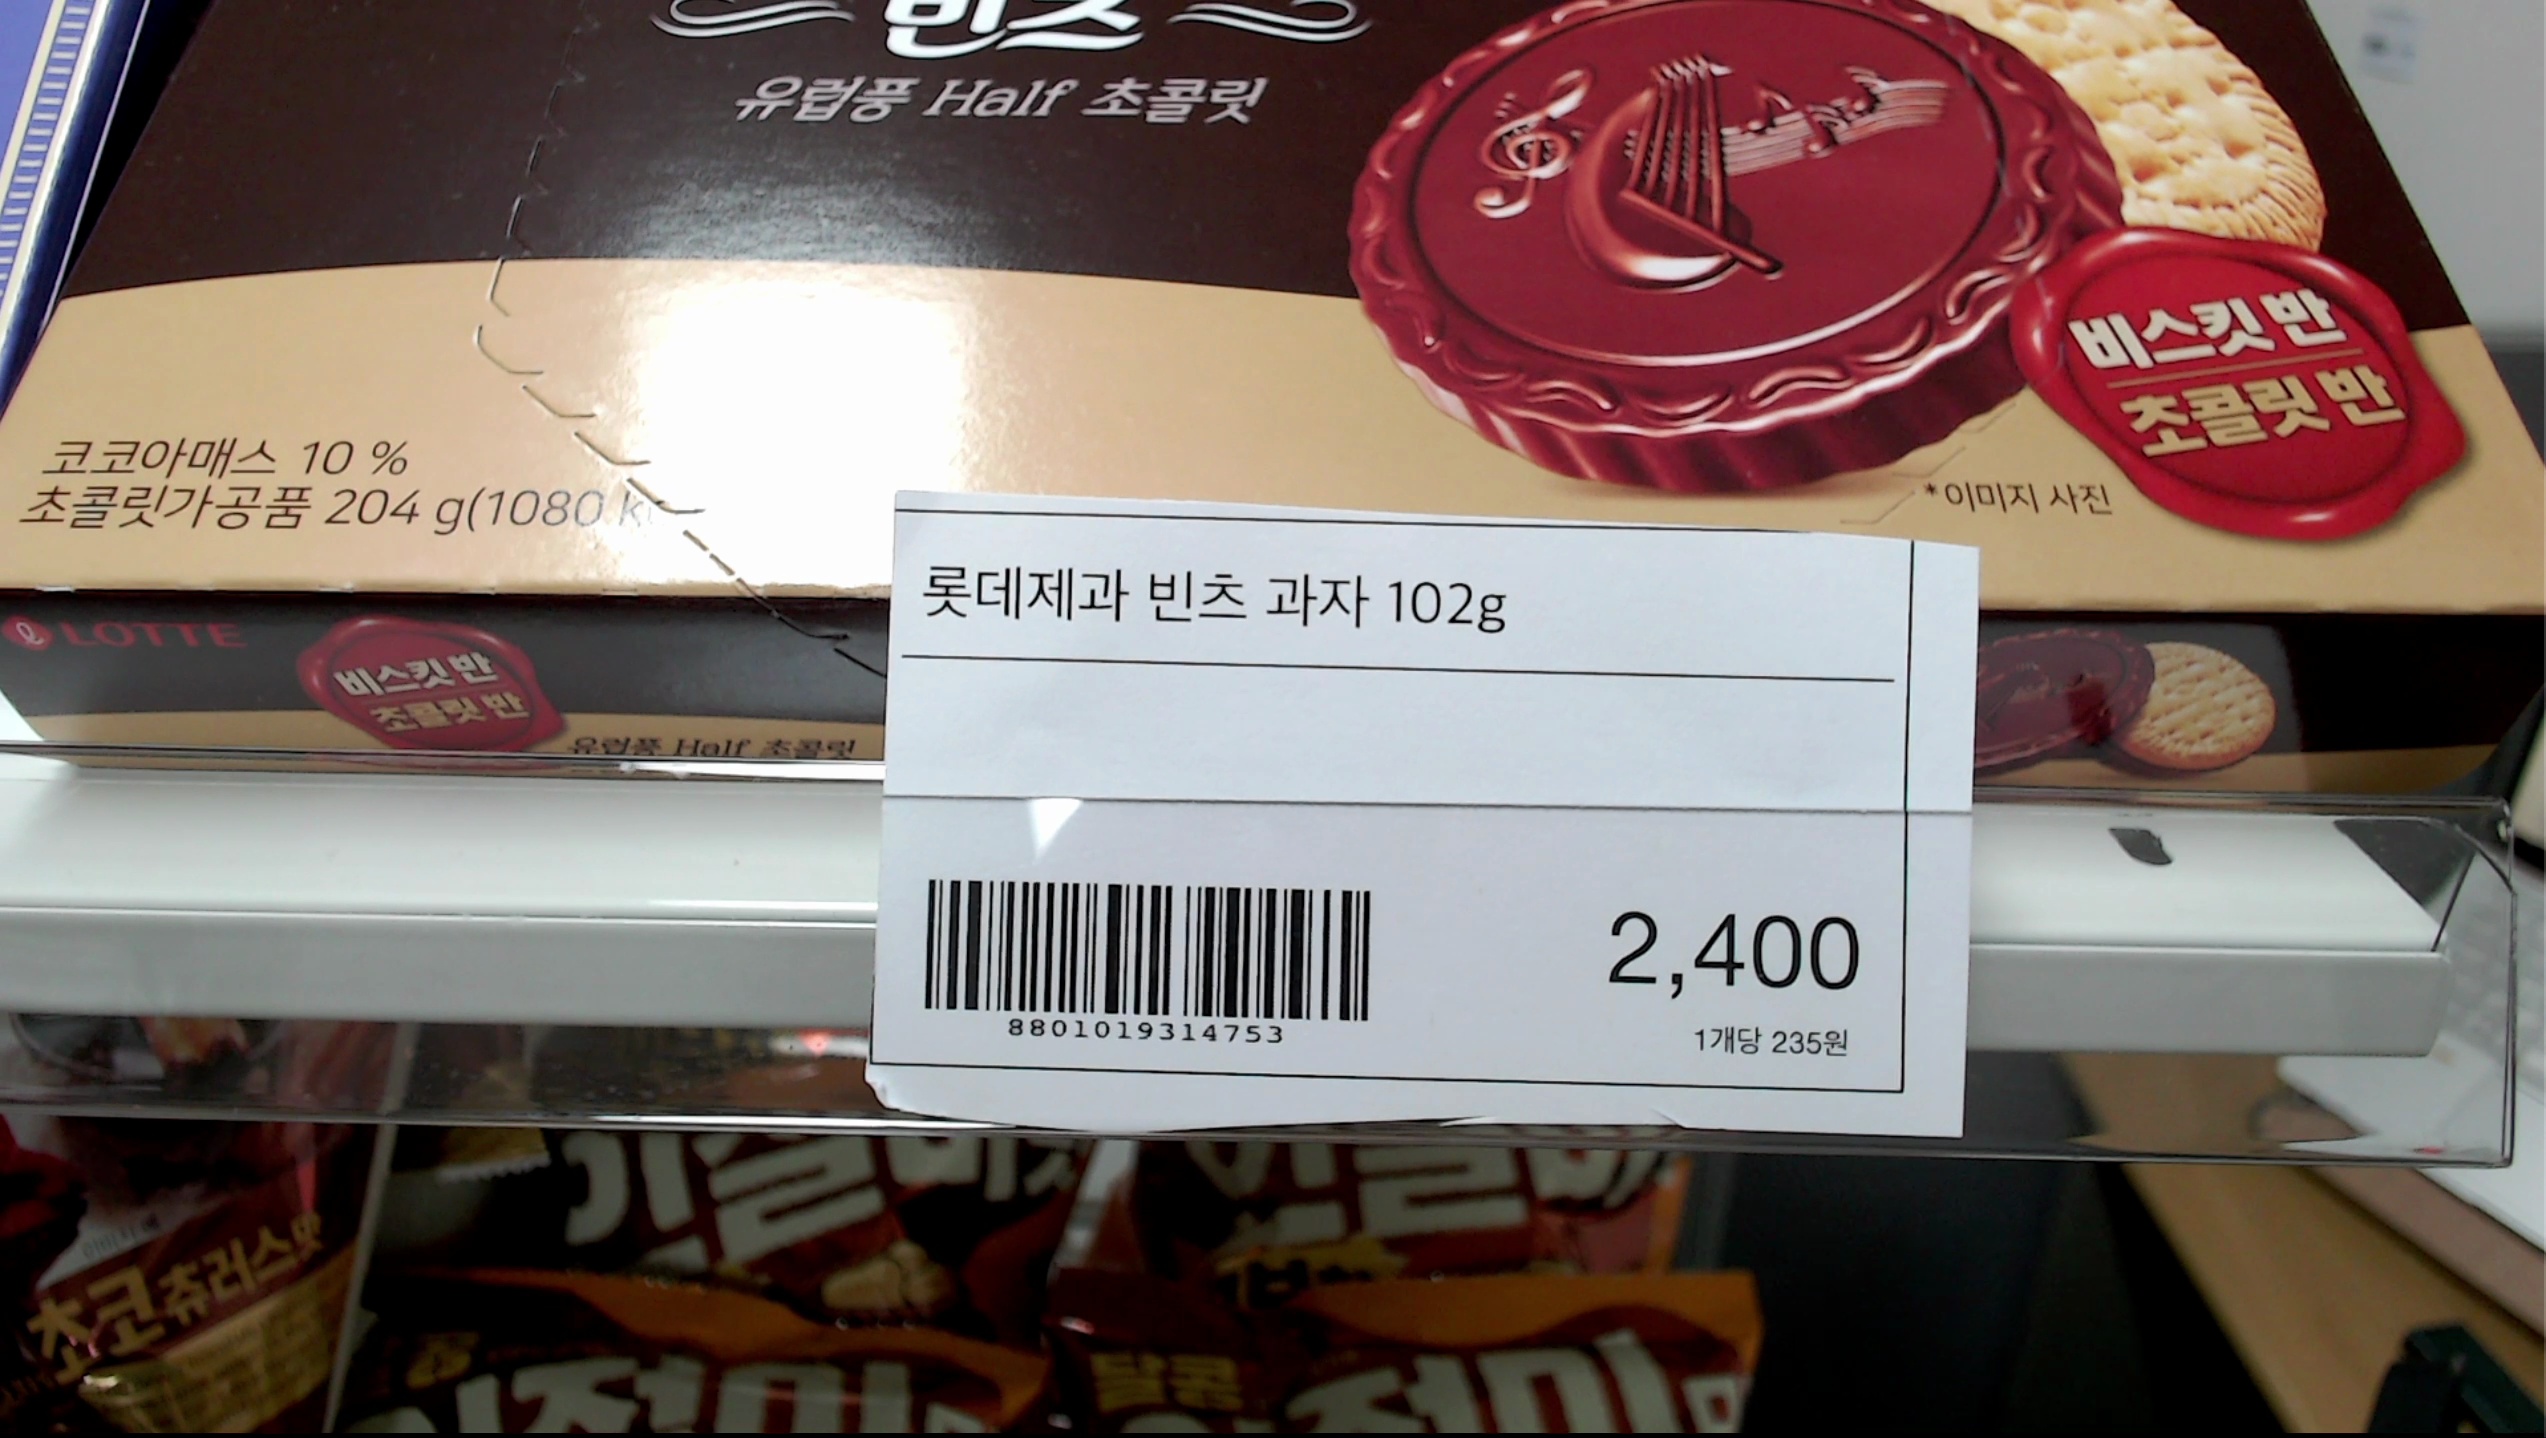 빈츠
유럽풍 Half 초콜릿
비스킷 반
초콜릿 반
코코아매스 10 %
초콜릿가공품 204 g(1080
*이미지 사진
LOTTE
비스킷 반
초콜릿 반
유럽풍 Half 초콜릿
롯데제과 빈츠 과자 102g
8801019314753
2,400
1개당 235원
초코츄러스맛